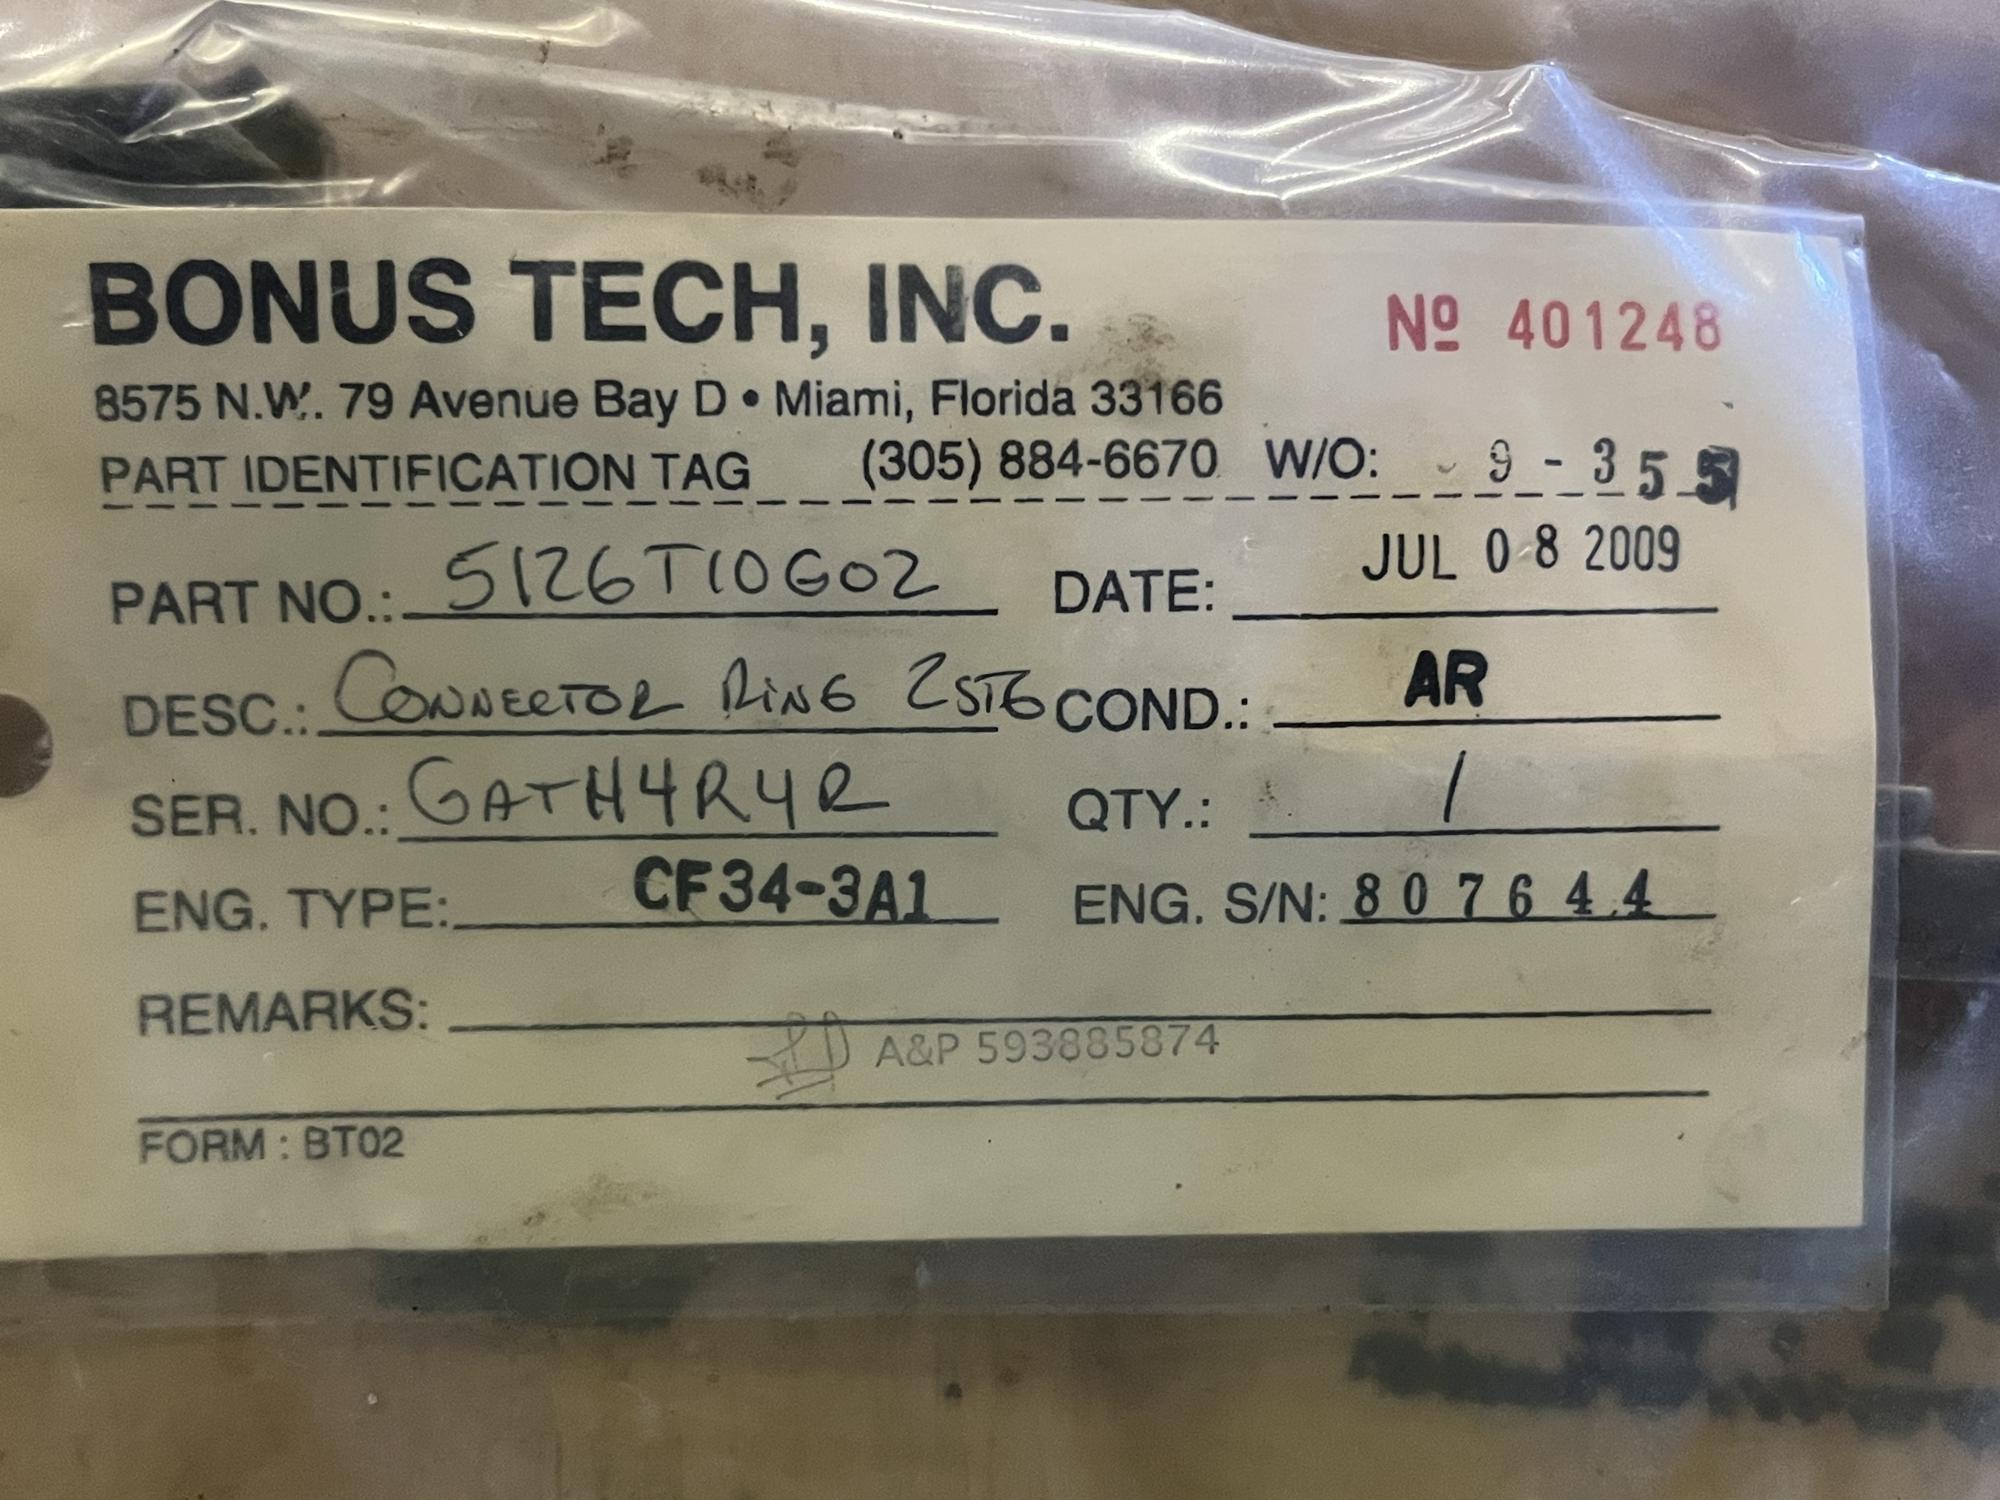 BONUS TECH, INC.
Nº 401248
8575 N.W. 79 Avenue Bay D • Miami, Florida 33166
PART IDENTIFICATION TAG (305) 884-6670 W/O: 9-355
PART NO.: 5126T10G02 DATE: JUL 08 2009
DESC.: CONNECTOR RING 2STG COND.: AR
SER. NO.: GATH4R4R QTY.: 1
ENG. TYPE: CF34-3A1 ENG. S/N: 807644
REMARKS:
A&P 593885874
FORM : BT02